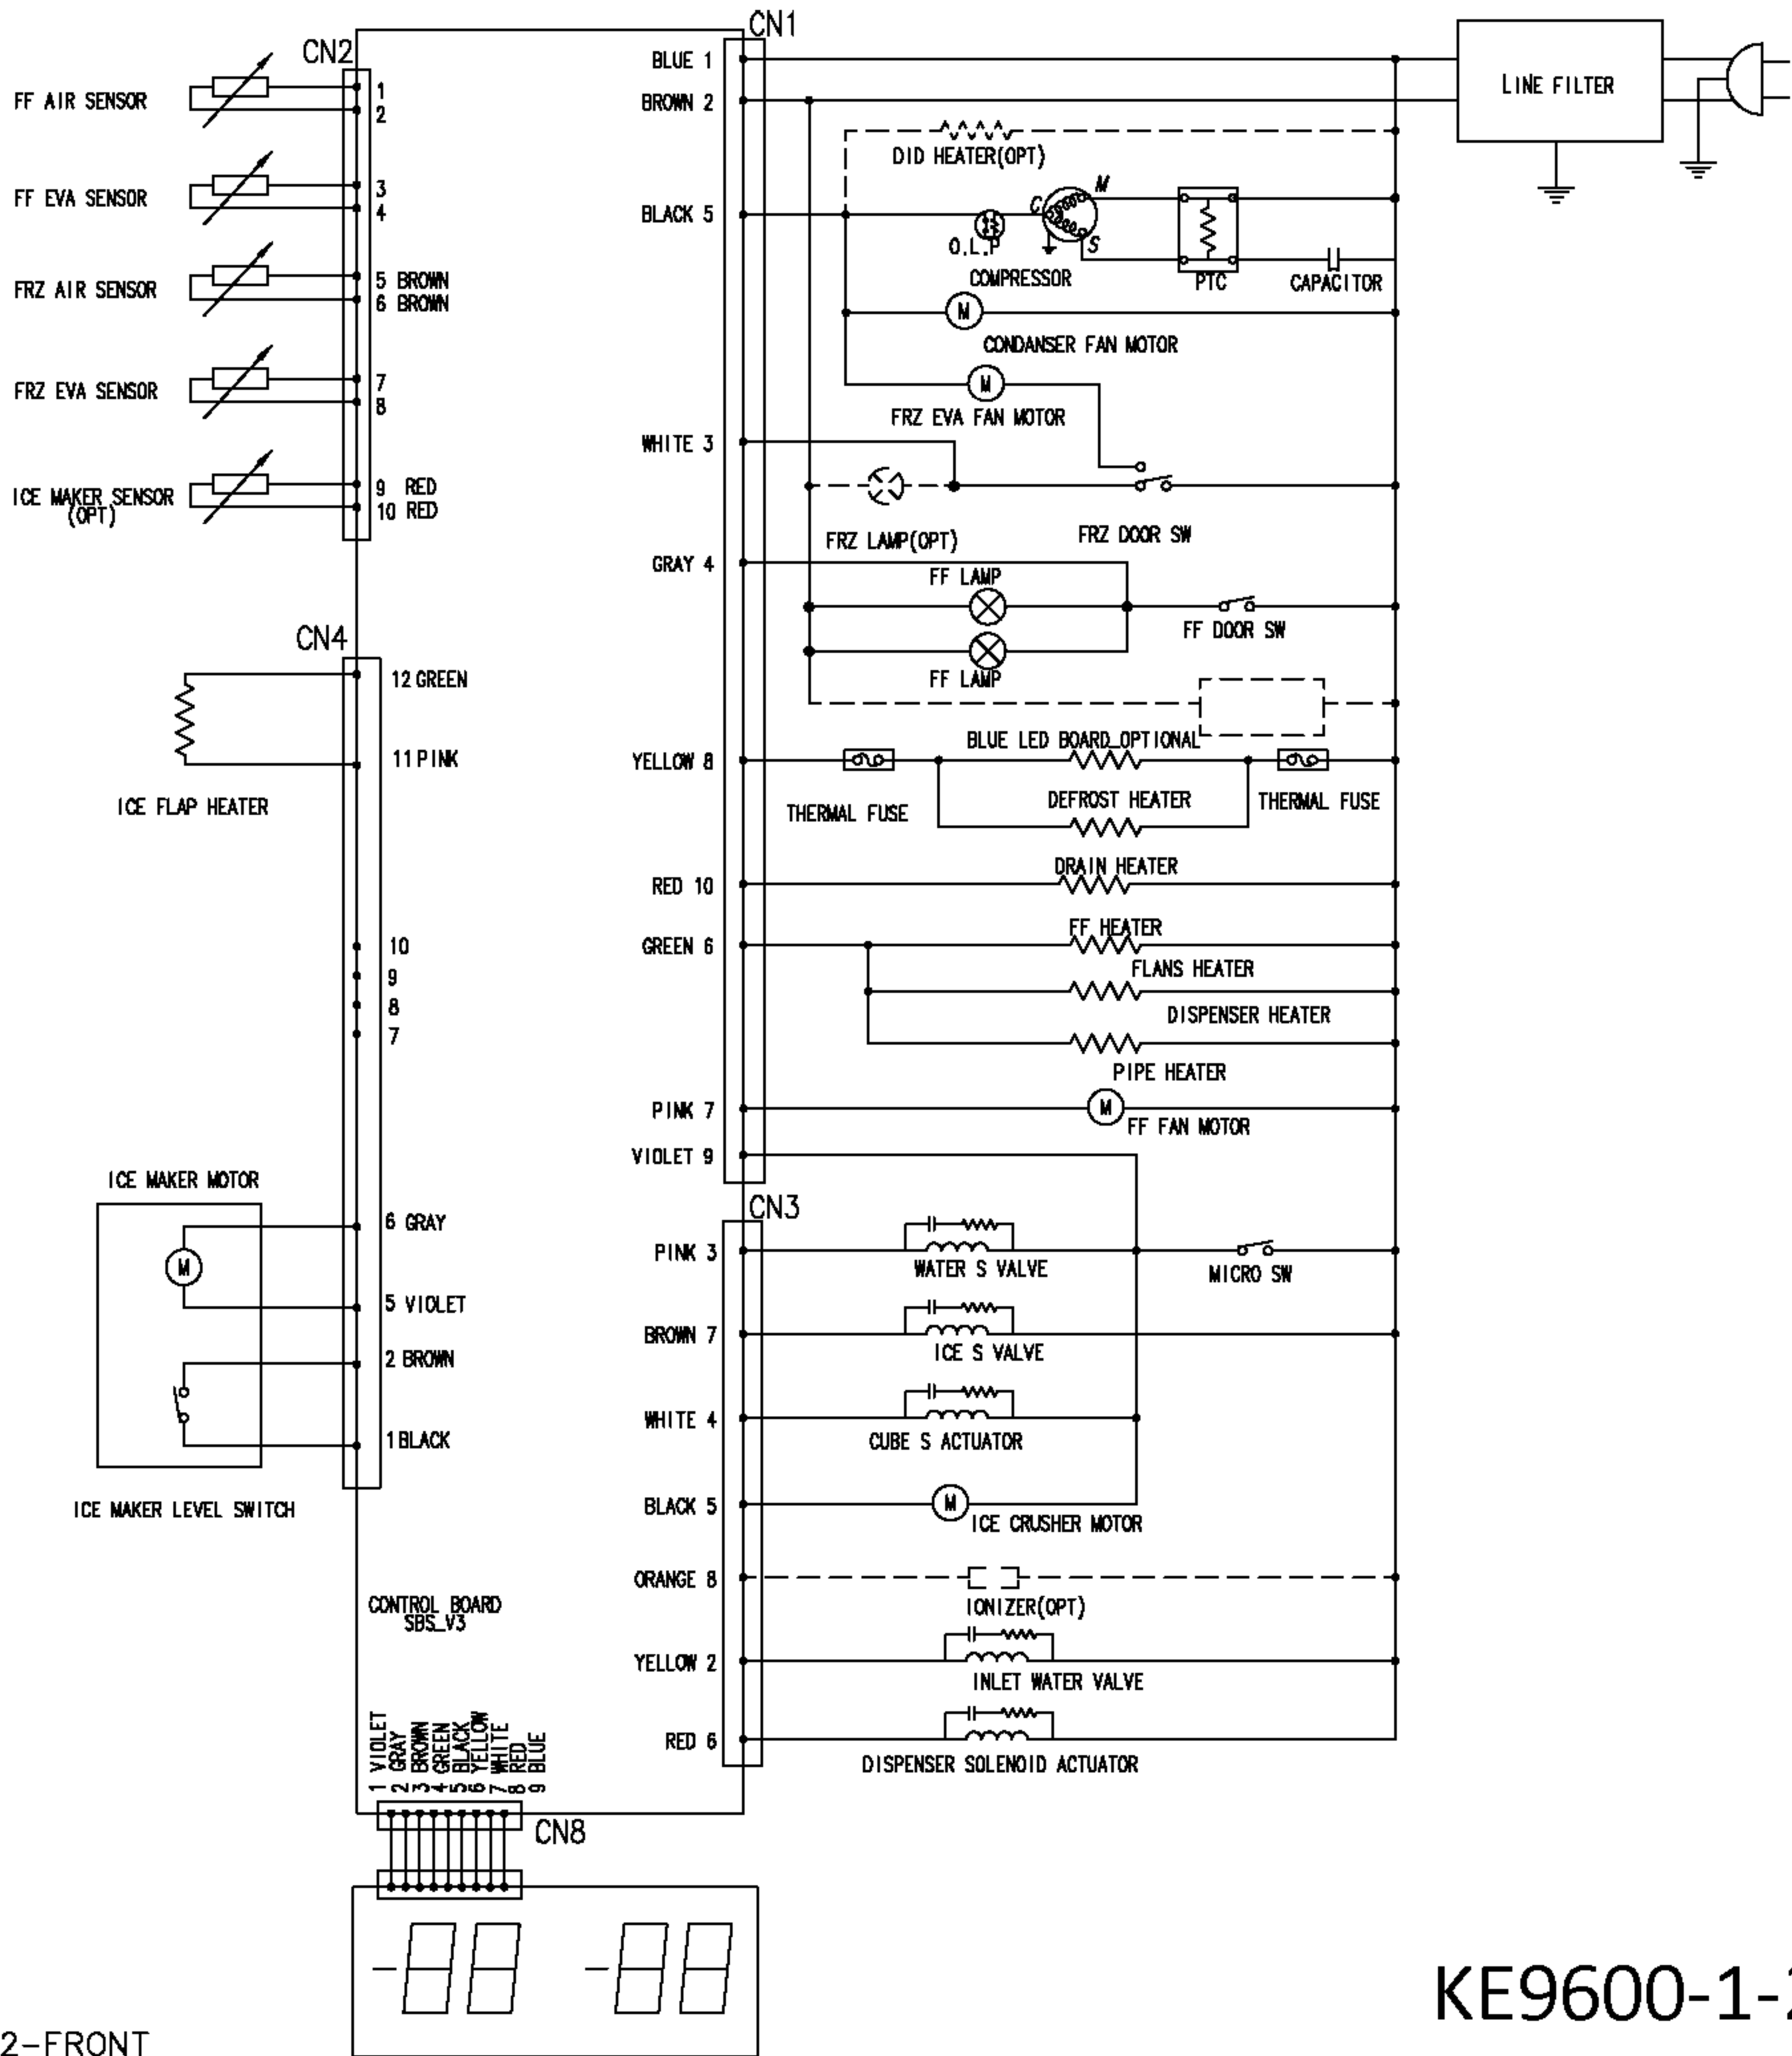 CN1
CN2
BLUE 1
BROWN 2
LINE FILTER
1
2
FF AIR SENSOR
DID HEATER(OPT)
3
4
FF EVA SENSOR
BLACK 5
C
M
S
O.L.P
COMPRESSOR
PTC
CAPACITOR
5 BROWN
6 BROWN
FRZ AIR SENSOR
M
CONDANSER FAN MOTOR
7
8
FRZ EVA SENSOR
M
FRZ EVA FAN MOTOR
WHITE 3
9 RED
10 RED
ICE MAKER SENSOR
(OPT)
FRZ LAMP(OPT)
FRZ DOOR SW
GRAY 4
FF LAMP
FF DOOR SW
FF LAMP
CN4
12 GREEN
11 PINK
ICE FLAP HEATER
BLUE LED BOARD_OPTIONAL
YELLOW 8
THERMAL FUSE
DEFROST HEATER
THERMAL FUSE
DRAIN HEATER
RED 10
FF HEATER
GREEN 6
FLANS HEATER
DISPENSER HEATER
PIPE HEATER
10
9
8
7
PINK 7
M
FF FAN MOTOR
VIOLET 9
ICE MAKER MOTOR
CN3
6 GRAY
M
5 VIOLET
2 BROWN
1 BLACK
ICE MAKER LEVEL SWITCH
PINK 3
WATER S VALVE
MICRO SW
BROWN 7
ICE S VALVE
WHITE 4
CUBE S ACTUATOR
BLACK 5
M
ICE CRUSHER MOTOR
ORANGE 8
IONIZER(OPT)
CONTROL BOARD
SBS_V3
YELLOW 2
INLET WATER VALVE
RED 6
DISPENSER SOLENOID ACTUATOR
1 VIOLET
2 GRAY
3 BROWN
4 GREEN
5 BLACK
6 YELLOW
7 WHITE
8 RED
9 BLUE
CN8
-88 -88
KE9600-1-2
2-FRONT